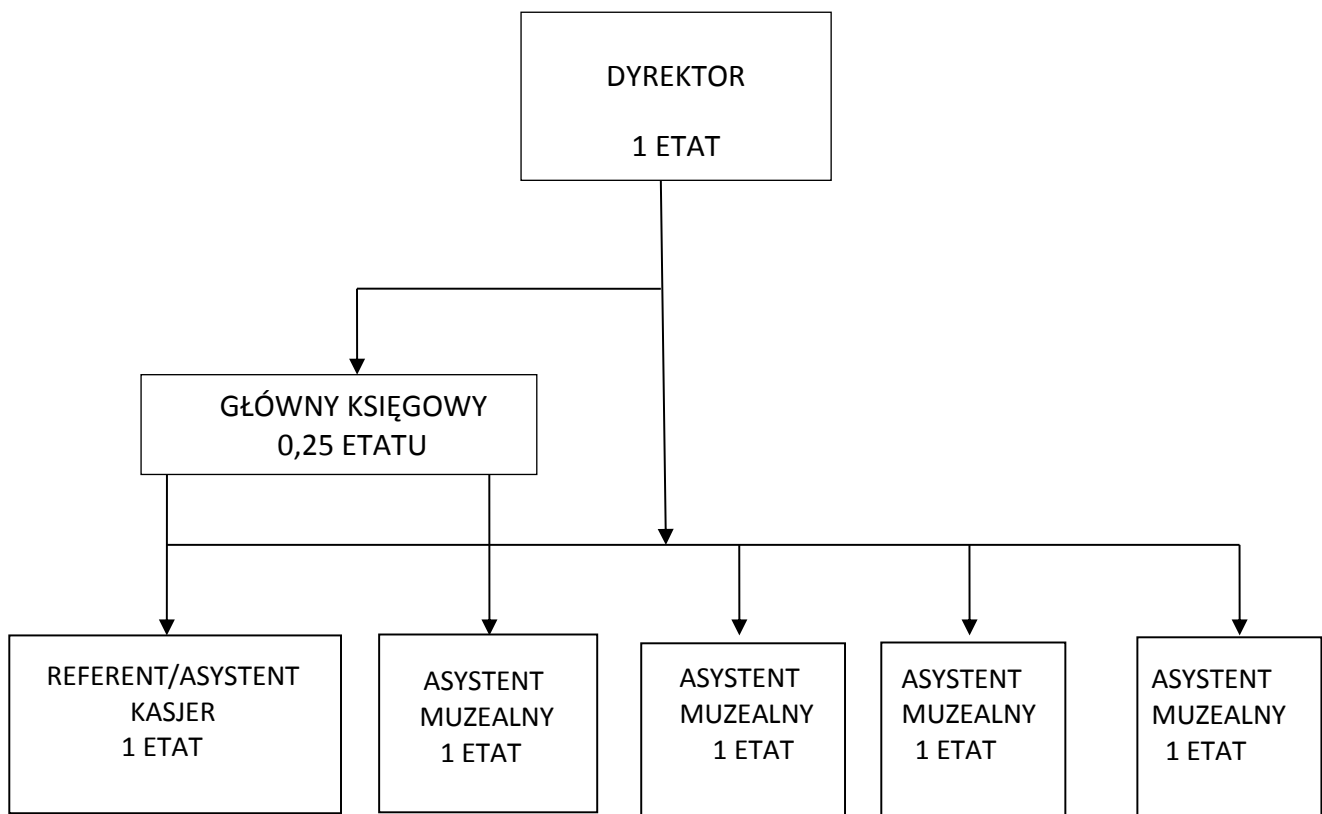 DYREKTOR
1 ETAT
GŁÓWNY KSIĘGOWY
0,25 ETATU
REFERENT/ASYSTENT
KASJER
1 ETAT
ASYSTENT
MUZEALNY
1 ETAT
ASYSTENT
MUZEALNY
1 ETAT
ASYSTENT
MUZEALNY
1 ETAT
ASYSTENT
MUZEALNY
1 ETAT